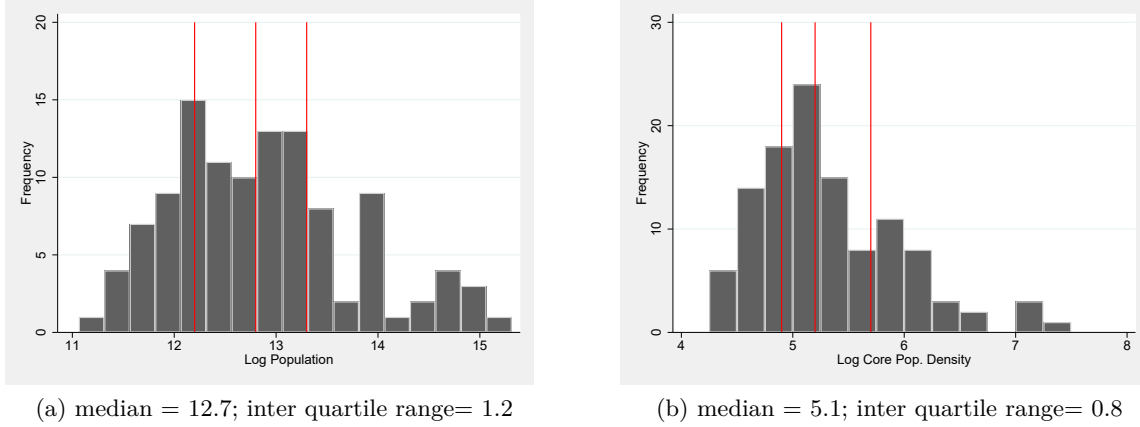 20
15
10
5
0
Frequency
11 12 13 14 15
Log Population
(a) median = 12.7; inter quartile range= 1.2
30
20
10
0
Frequency
4 5 6 7 8
Log Core Pop. Density
(b) median = 5.1; inter quartile range= 0.8